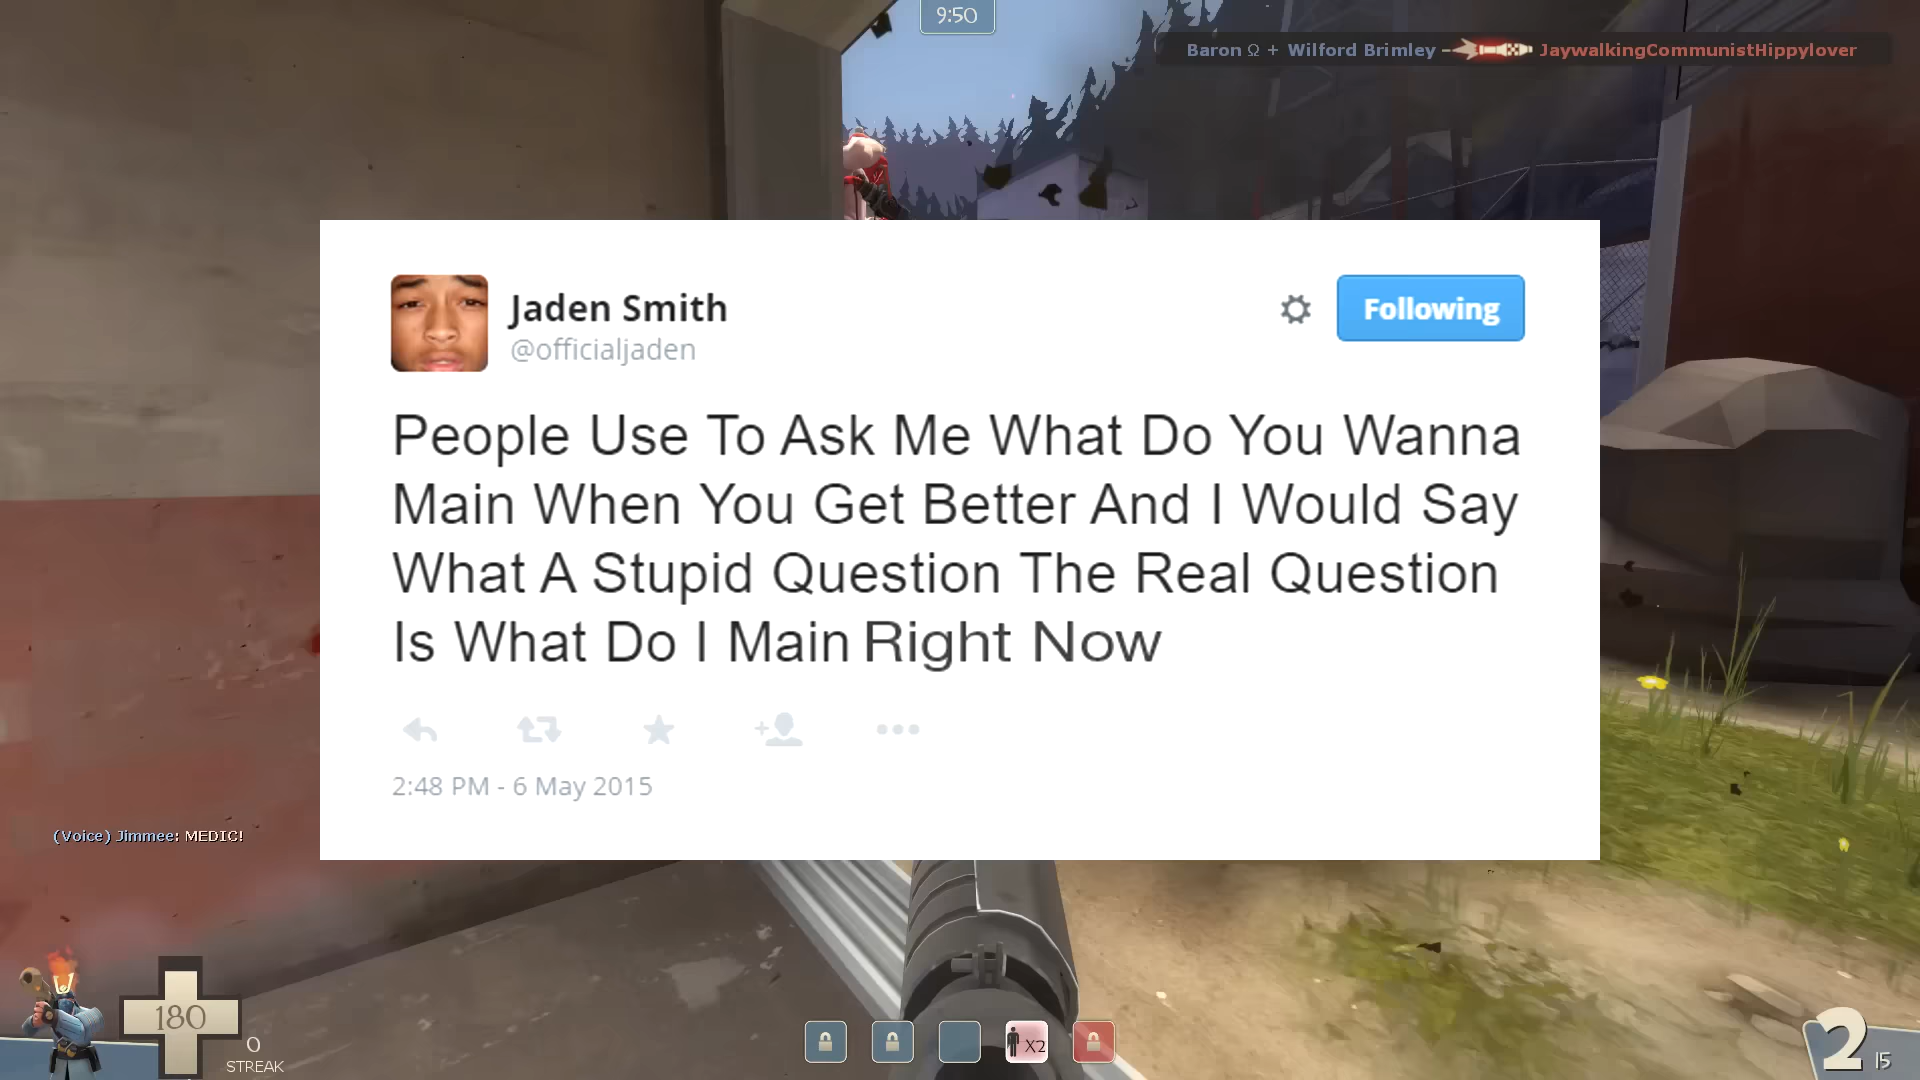 9:50
Baron Ω + Wilford Brimley JaywalkingCommunistHippylover
Jaden Smith
@officialjaden
Following
People Use To Ask Me What Do You Wanna
Main When You Get Better And I Would Say
What A Stupid Question The Real Question
Is What Do I Main Right Now
2:48 PM - 6 May 2015
(Voice) Jimmee: MEDIC!
180
0
STREAK
X2
2
15